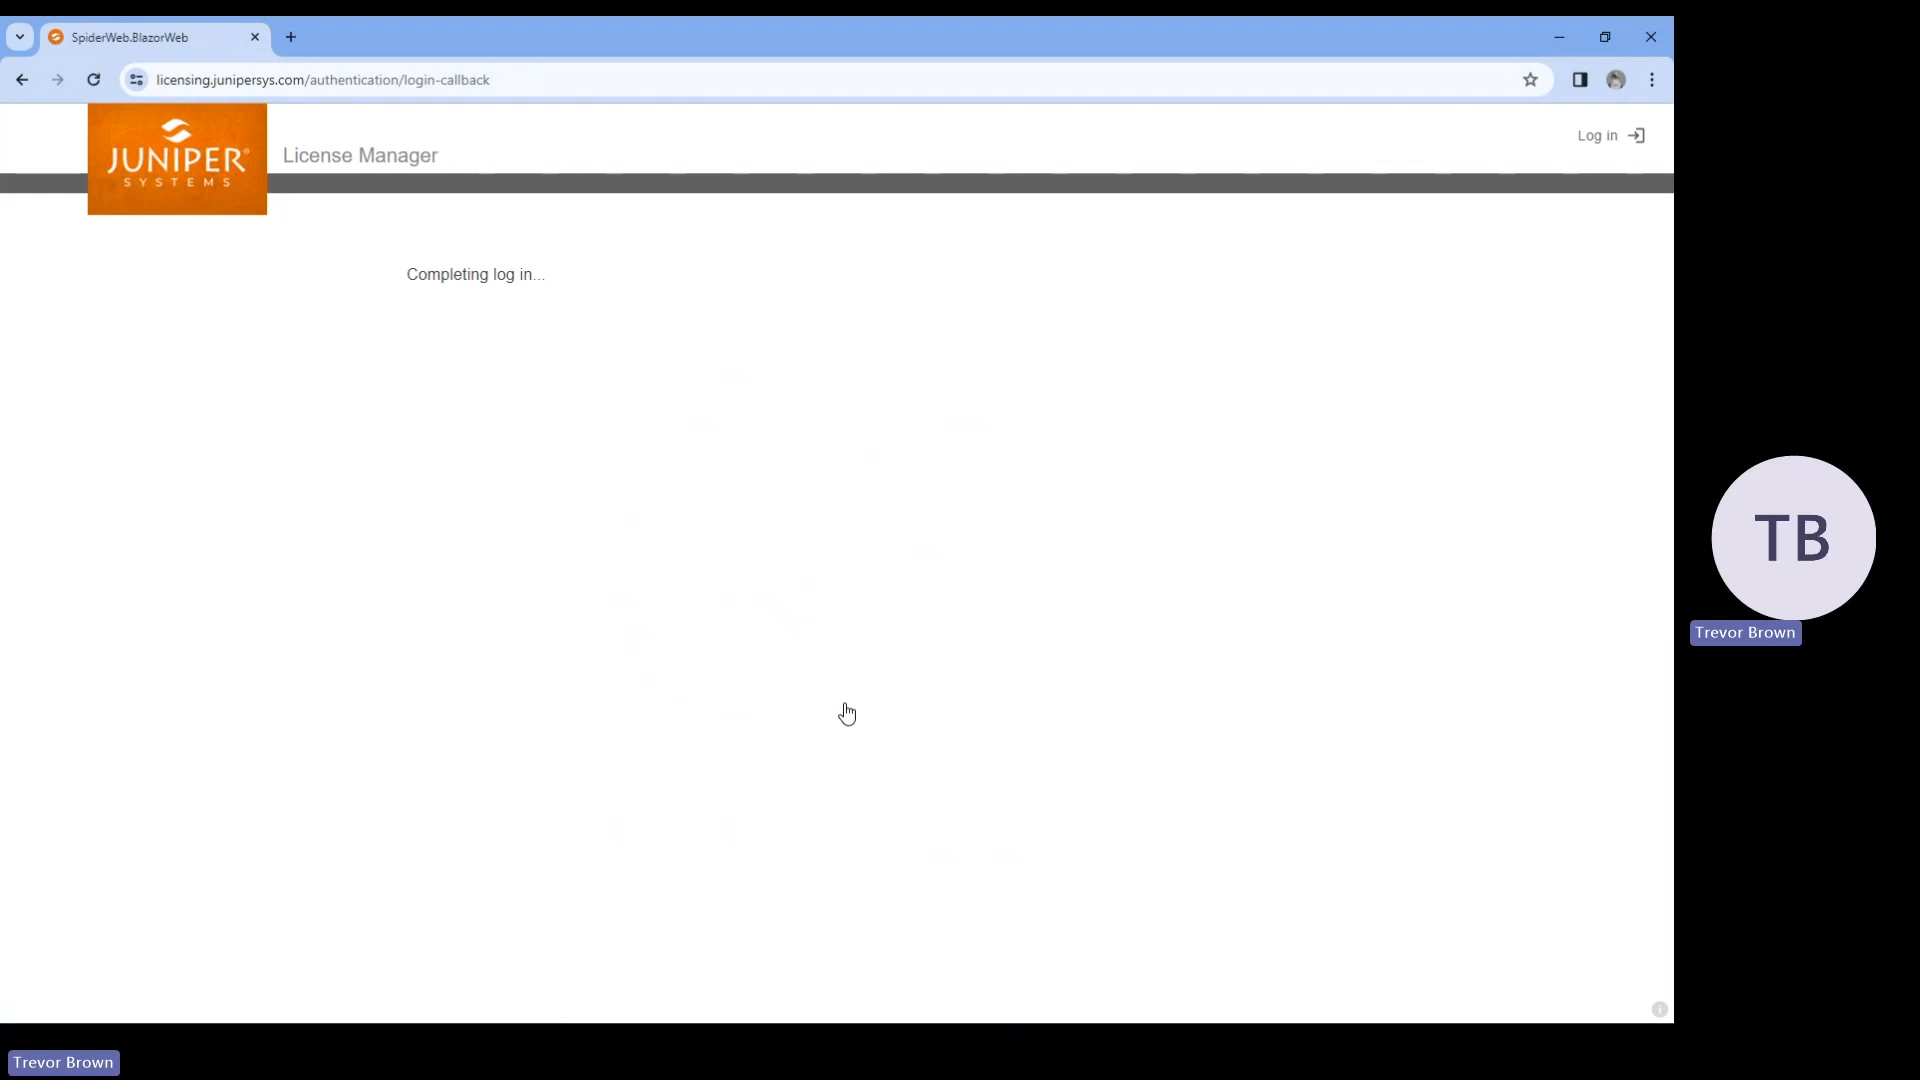 SpiderWeb.BlazorWeb
licensing.junipersys.com/authentication/login-callback
JUNIPER®
SYSTEMS
License Manager
Log in
Completing log in...
TB
Trevor Brown
Trevor Brown